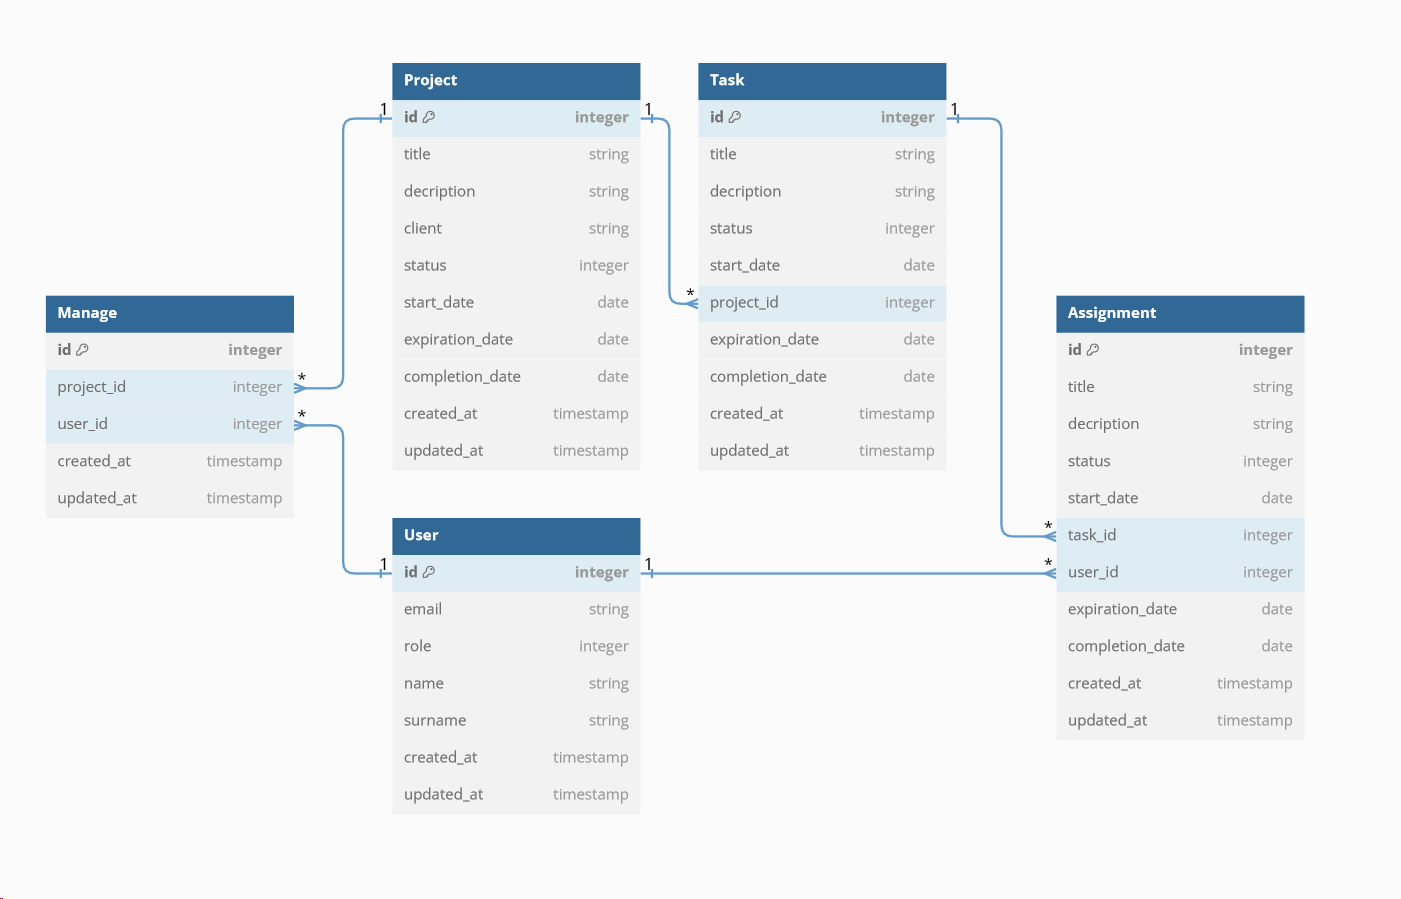 Project
id integer
title string
decription string
client string
status integer
start_date date
expiration_date date
completion_date date
created_at timestamp
updated_at timestamp
Task
id integer
title string
decription string
status integer
start_date date
project_id integer
expiration_date date
completion_date date
created_at timestamp
updated_at timestamp
Manage
id integer
project_id integer
user_id integer
created_at timestamp
updated_at timestamp
User
id integer
email string
role integer
name string
surname string
created_at timestamp
updated_at timestamp
Assignment
id integer
title string
decription string
status integer
start_date date
task_id integer
user_id integer
expiration_date date
completion_date date
created_at timestamp
updated_at timestamp
1
1
1
*
*
*
1
1
*
*